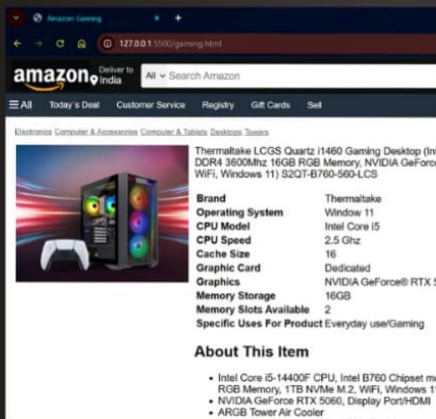 Amazon Gaming
127.0.0.1:5500/gaming.html
amazon
Deliver to
India
All
Search Amazon
All Today's Deal Customer Service Registry Gift Cards Sell
Electronics Computer & Accessories Computer & Tablets Desktops Towers
Thermaltake LCGS Quartz i1460 Gaming Desktop
DDR4 3600Mhz 16GB RGB Memory, NVIDIA GeForce
WiFi, Windows 11) S2QT-B760-560-LCS
Brand Thermaltake
Operating System Window 11
CPU Model Intel Core i5
CPU Speed 2.5 Ghz
Cache Size 16
Graphic Card Dedicated
Graphics NVIDIA GeForce® RTX
Memory Storage 16GB
Memory Slots Available 2
Specific Uses For Product Everyday use/Gaming
About This Item
• Intel Core i5-14400F CPU, Intel B760 Chipset
RGB Memory, 1TB NVMe M.2, WiFi, Windows
• NVIDIA GeForce RTX 5060, Display Port/HDMI
• ARGB Tower Air Cooler